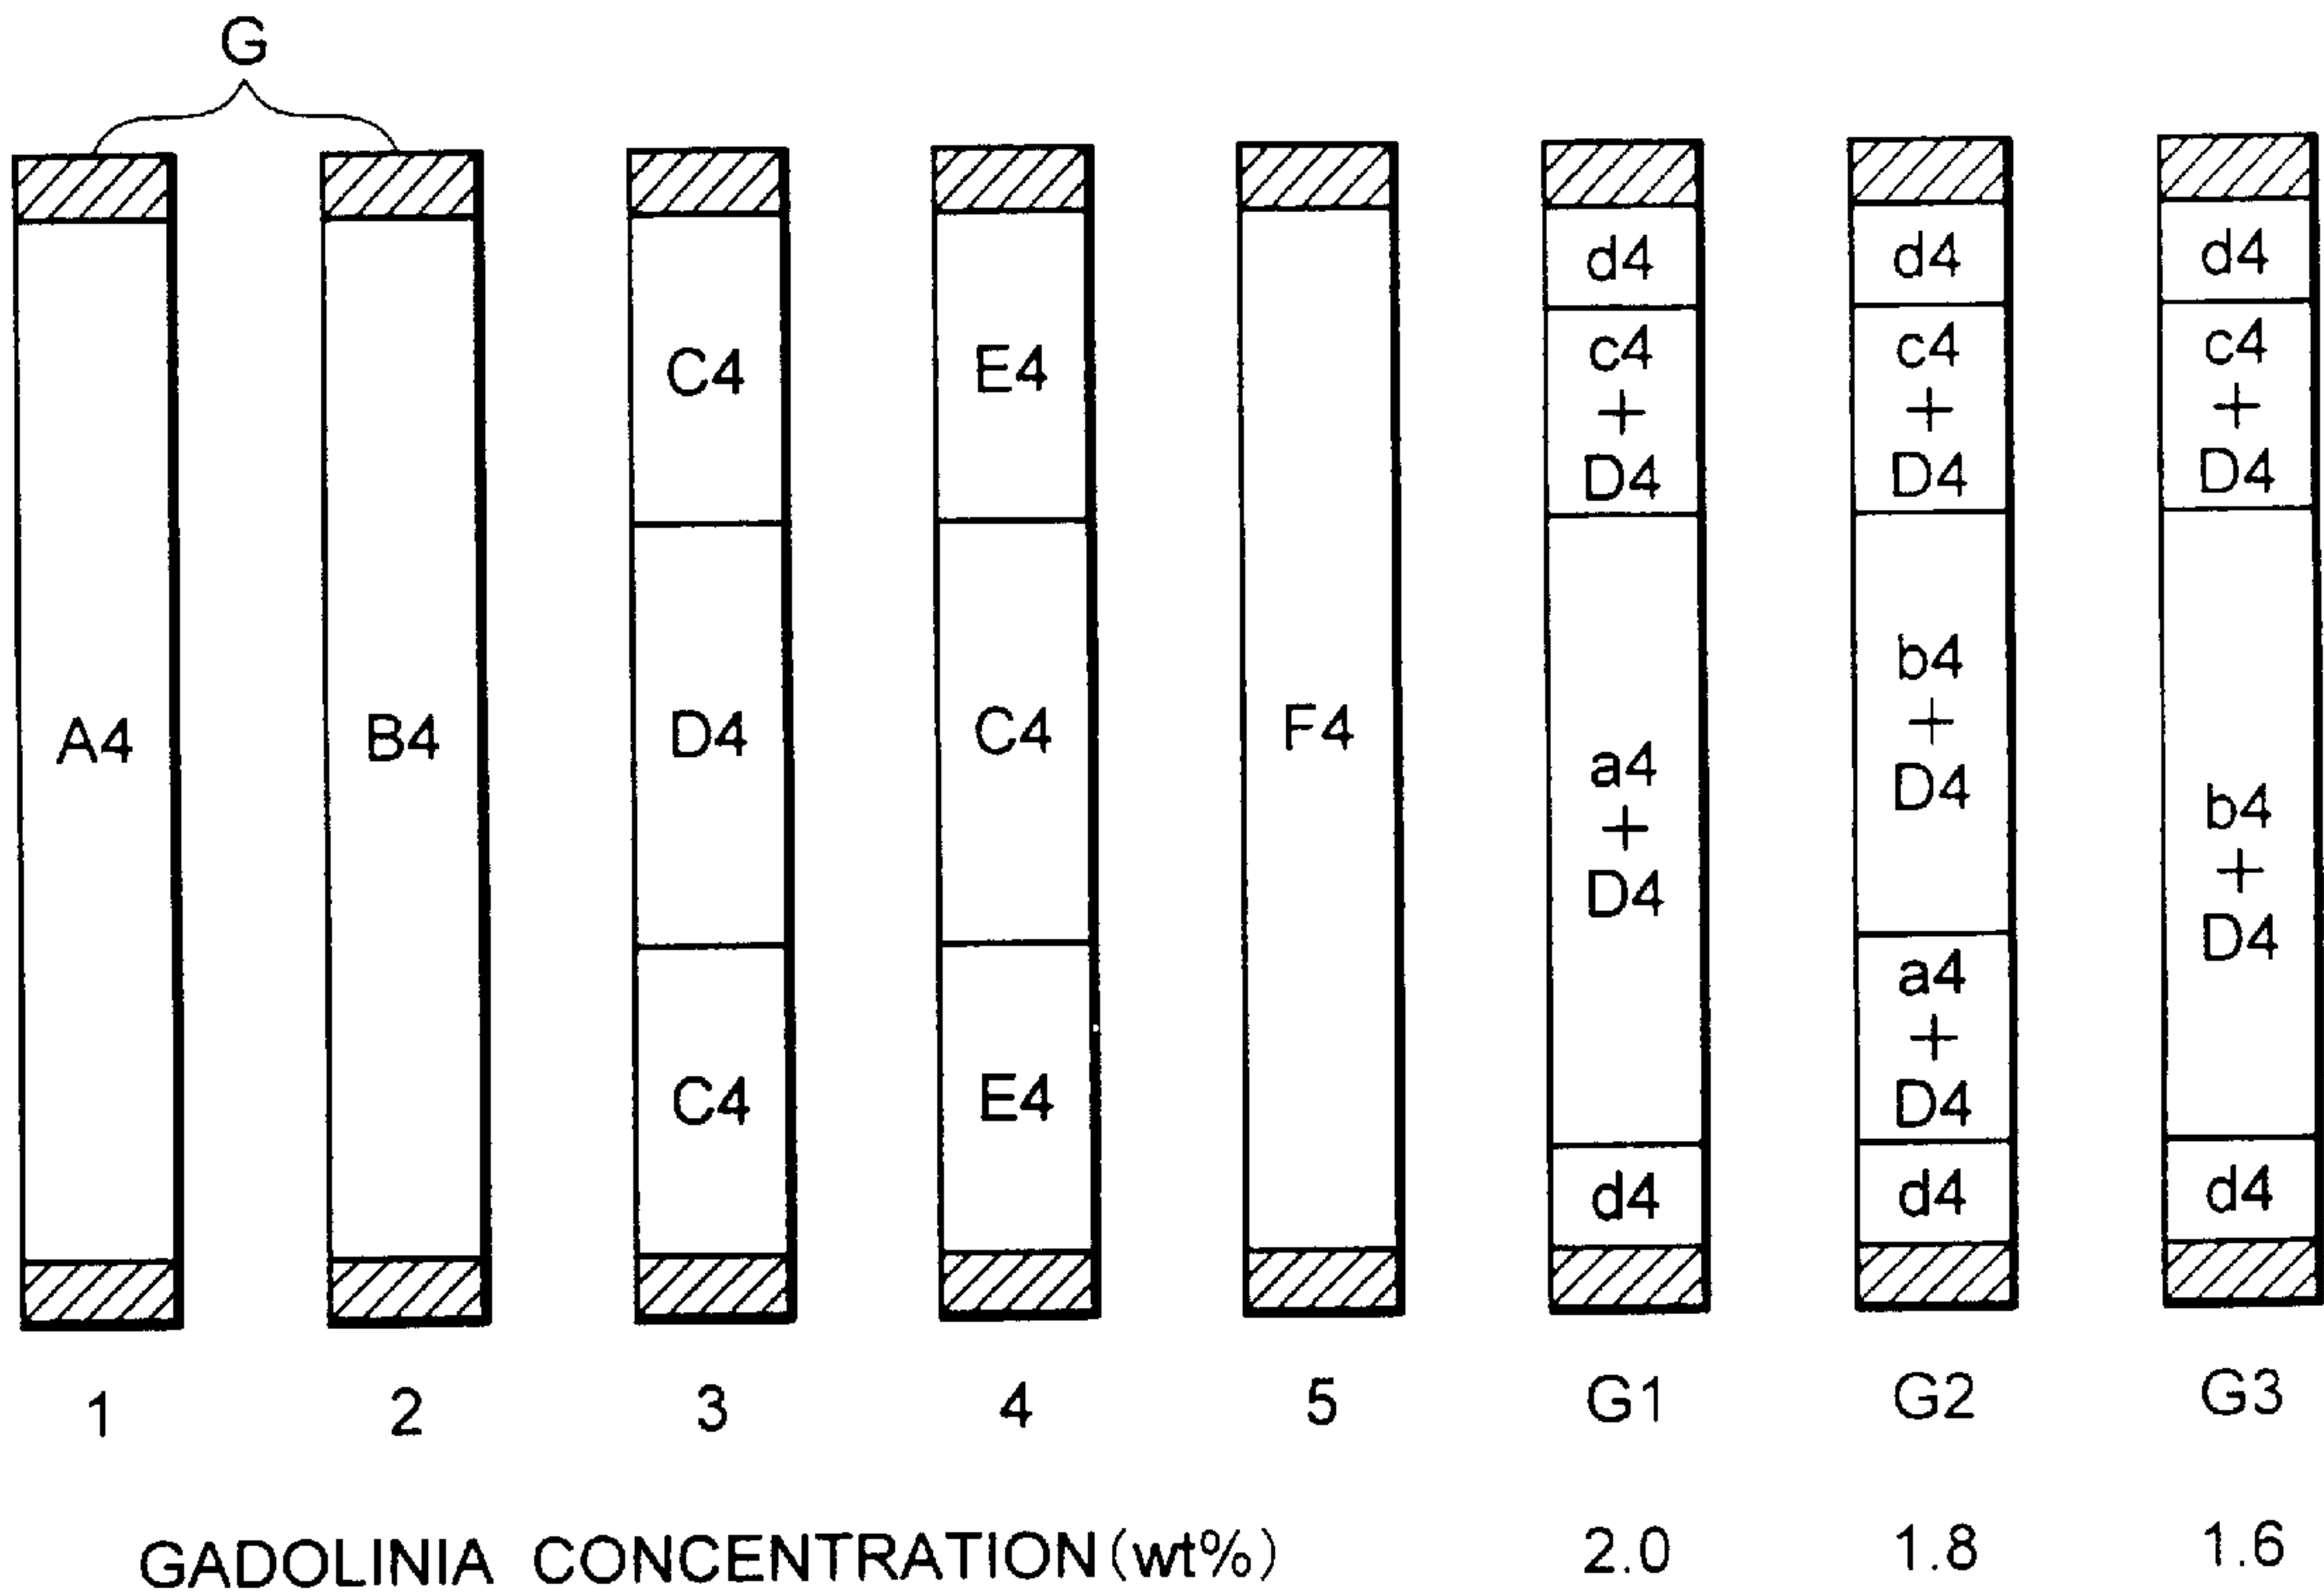 G
d4 d4 d4
c4 c4 c4
C4 E4 + + +
D4 D4 D4
b4
+
A4 B4 D4 C4 F4 a4 D4 b4
+ +
D4 D4
a4
+
C4 E4 D4
d4 d4 d4
1 2 3 4 5 G1 G2 G3
GADOLINIA CONCENTRATION (wt%) 2.0 1.8 1.6